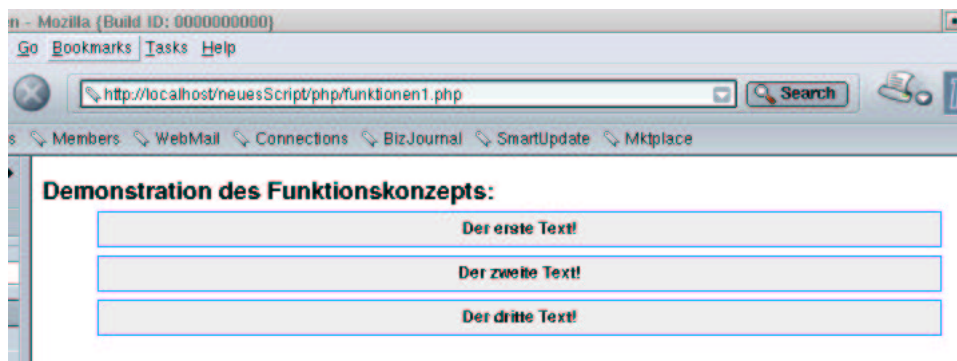 n - Mozilla {Build ID: 0000000000}
Go Bookmarks Tasks Help
http://localhost/neuesScript/php/funktionen1.php Search
s Members WebMail Connections BizJournal SmartUpdate Mktplace
Demonstration des Funktionskonzepts:
Der erste Text!
Der zweite Text!
Der dritte Text!